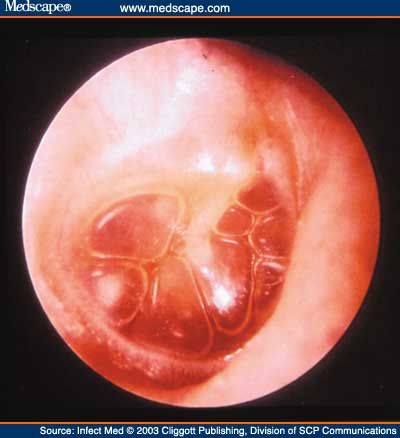 Medscape® www.medscape.com
Source: Infect Med © 2003 Cliggott Publishing, Division of SCP Communications